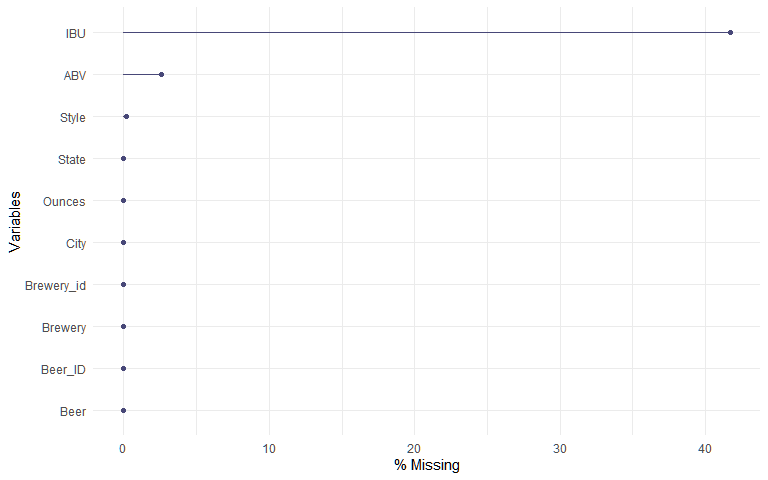 IBU
ABV
Style
State
Ounces
City
Brewery_id
Brewery
Beer_ID
Beer
Variables
0 10 20 30 40
% Missing